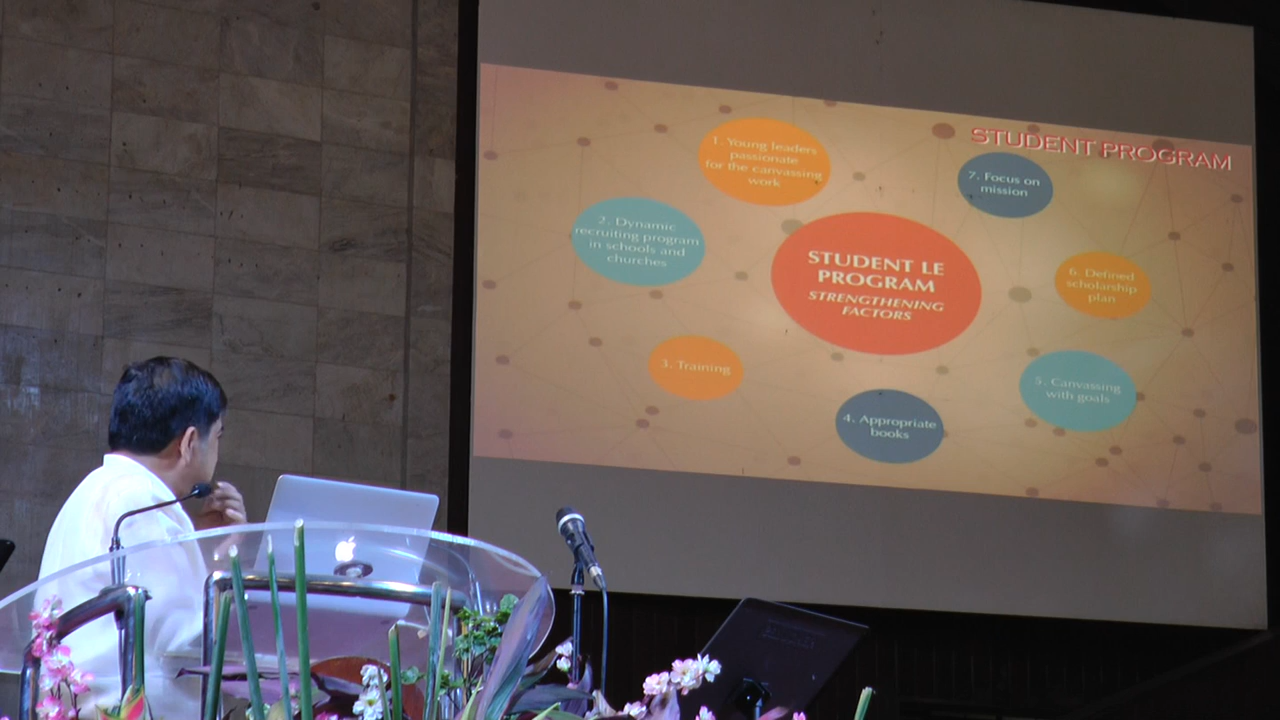 STUDENT PROGRAM
1. Young leaders
passionate
for the canvassing
work
2. Dynamic
recruiting program
in schools and
churches
3. Training
4. Appropriate
books
5. Canvassing
with goals
6. Defined
scholarship
plan
7. Focus on
mission
STUDENT LE
PROGRAM
STRENGTHENING
FACTORS